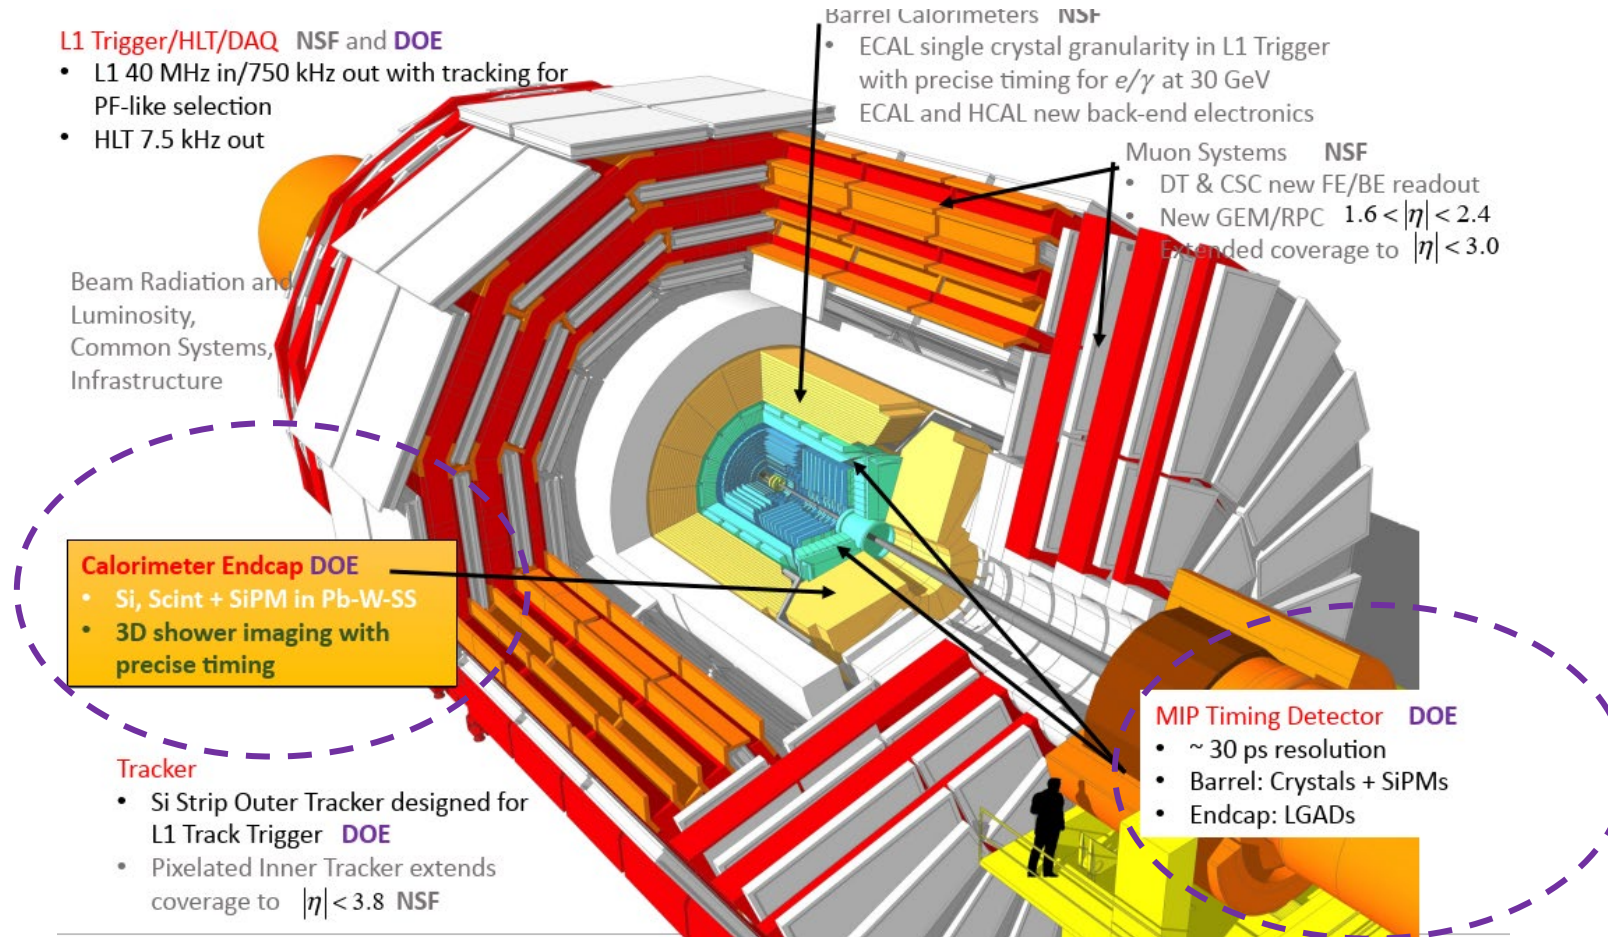 L1 Trigger/HLT/DAQ NSF and DOE
• L1 40 MHz in/750 kHz out with tracking for
PF-like selection
• HLT 7.5 kHz out
Barrel Calorimeters NSF
• ECAL single crystal granularity in L1 Trigger
with precise timing for e/γ at 30 GeV
ECAL and HCAL new back-end electronics
Muon Systems NSF
• DT & CSC new FE/BE readout
• New GEM/RPC 1.6 < |η| < 2.4
Extended coverage to |η| < 3.0
Beam Radiation and
Luminosity,
Common Systems,
Infrastructure
Calorimeter Endcap DOE
• Si, Scint + SiPM in Pb-W-SS
• 3D shower imaging with
precise timing
MIP Timing Detector DOE
• ~ 30 ps resolution
• Barrel: Crystals + SiPMs
• Endcap: LGADs
Tracker
• Si Strip Outer Tracker designed for
L1 Track Trigger DOE
• Pixelated Inner Tracker extends
coverage to |η| < 3.8 NSF